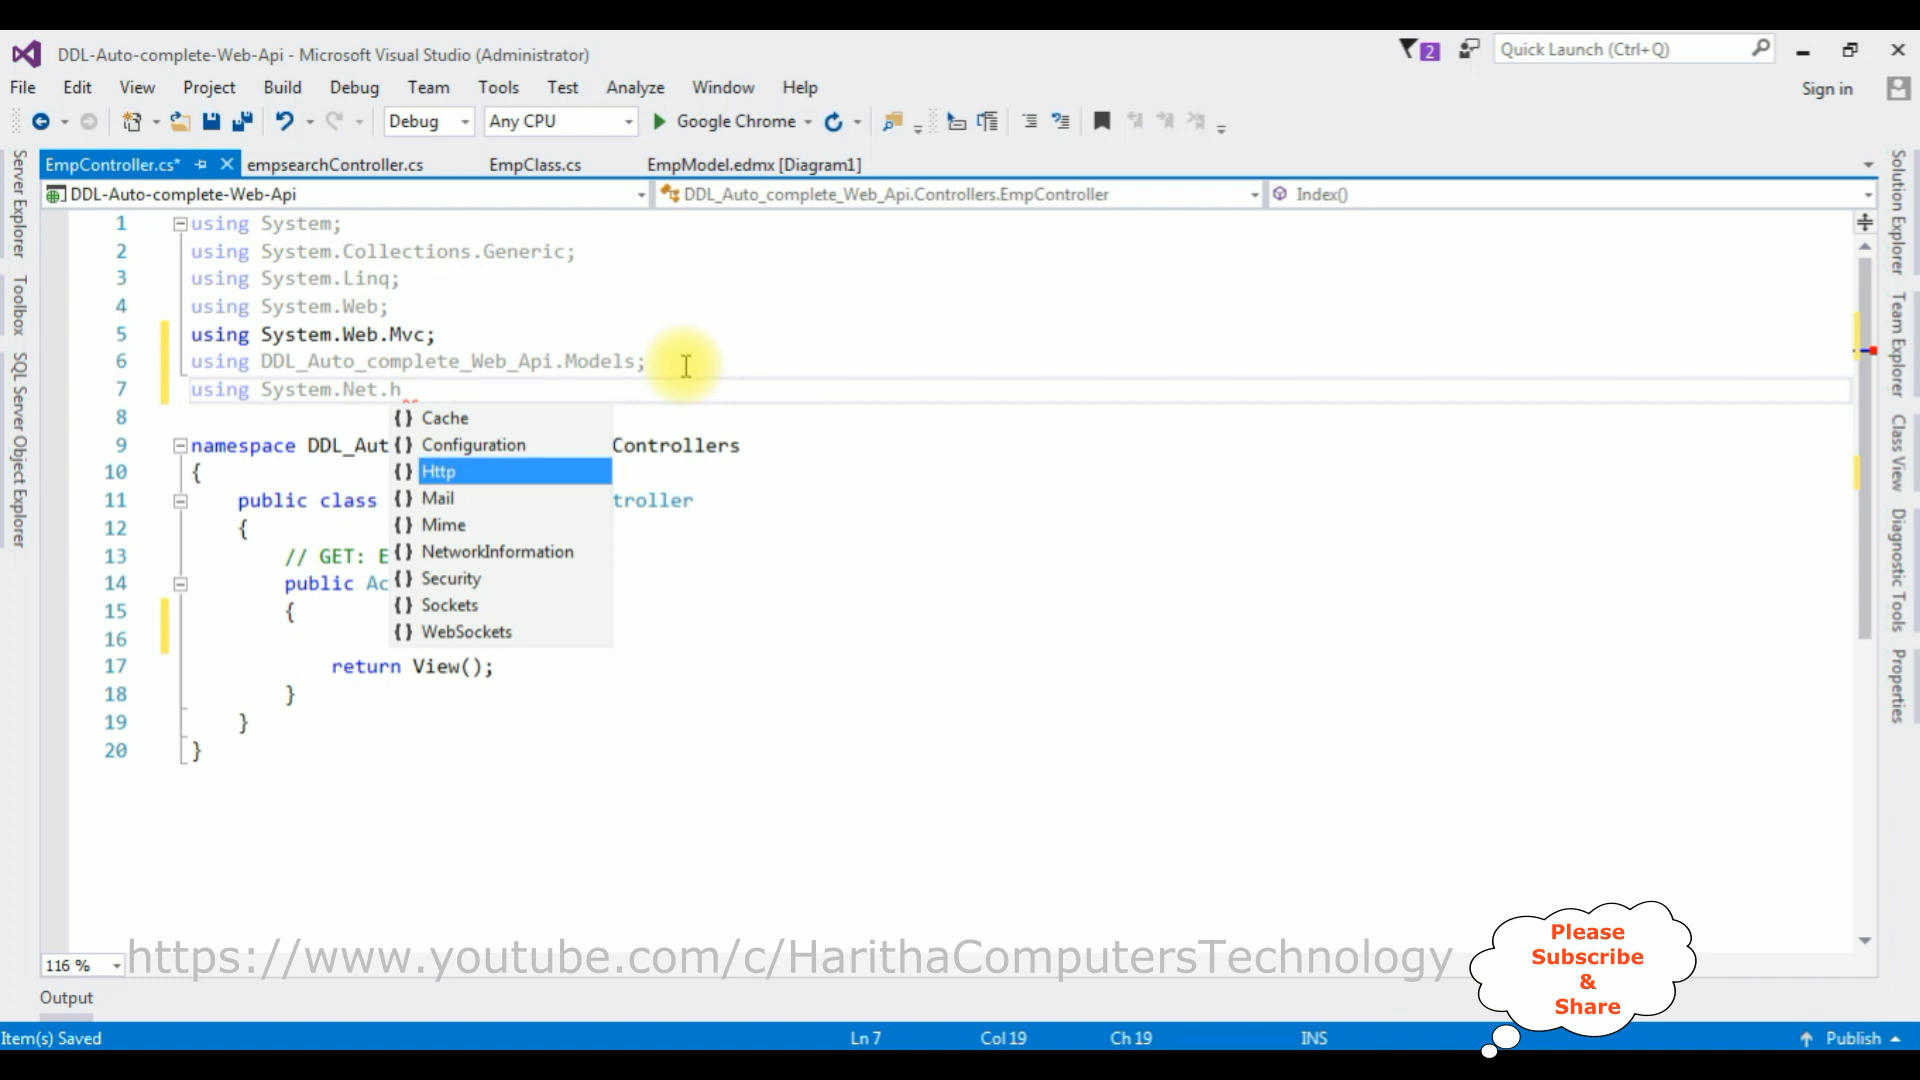 DDL-Auto-complete-Web-Api - Microsoft Visual Studio (Administrator)
2
Quick Launch (Ctrl+Q)
File Edit View Project Build Debug Team Tools Test Analyze Window Help
Sign in
Debug Any CPU Google Chrome
EmpController.cs* empsearchController.cs EmpClass.cs EmpModel.edmx [Diagram1]
DDL-Auto-complete-Web-Api DDL_Auto_complete_Web_Api.Controllers.EmpController Index()
Server Explorer
Toolbox
SQL Server Object Explorer
1 using System;
2 using System.Collections.Generic;
3 using System.Linq;
4 using System.Web;
5 using System.Web.Mvc;
6 using DDL_Auto_complete_Web_Api.Models;
7 using System.Net.h
8 {} Cache
{} Configuration
9 namespace DDL_Aut Controllers
10 {
{} Http
11 public class troller
{} Mail
12 {
{} Mime
13 // GET: E
{} NetworkInformation
14 public Ac
{} Security
15 {
{} Sockets
16
{} WebSockets
17 return View();
18 }
19 }
20 }
Solution Explorer
Team Explorer
Class View
Diagnostic Tools
Properties
116 %
https://www.youtube.com/c/HarithaComputersTechnology
Please
Subscribe
&
Share
Output
Item(s) Saved Ln 7 Col 19 Ch 19 INS Publish